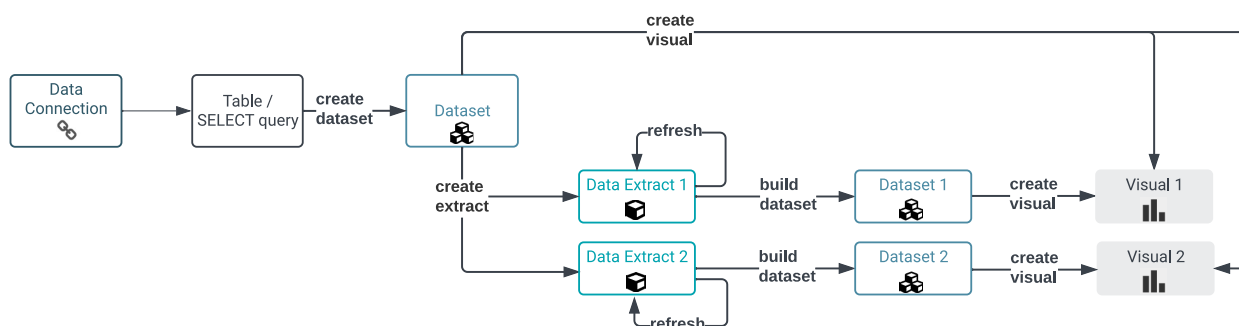 create
visual
Data
Connection
Table /
SELECT query
create
dataset
Dataset
refresh
create
extract
Data Extract 1
build
dataset
Dataset 1
create
visual
Visual 1
Data Extract 2
build
dataset
Dataset 2
create
visual
Visual 2
refresh